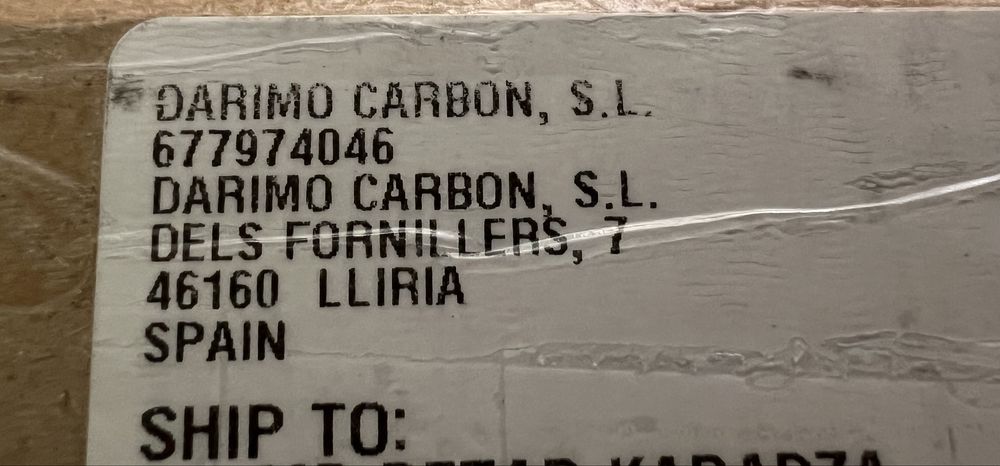 DARIMO CARBON, S.L.
677974046
DARIMO CARBON, S.L.
DELS FORNILLERS, 7
46160 LLIRIA
SPAIN
SHIP TO: